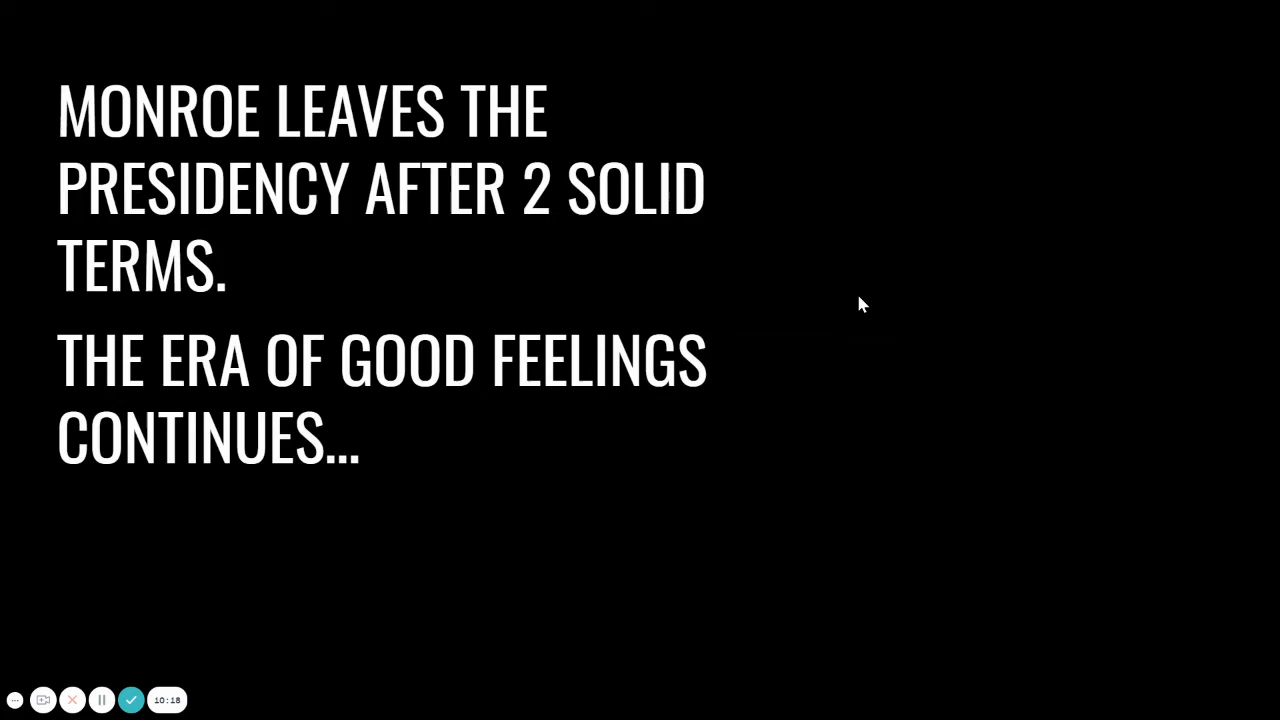 MONROE LEAVES THE
PRESIDENCY AFTER 2 SOLID
TERMS.
THE ERA OF GOOD FEELINGS
CONTINUES...
10:18